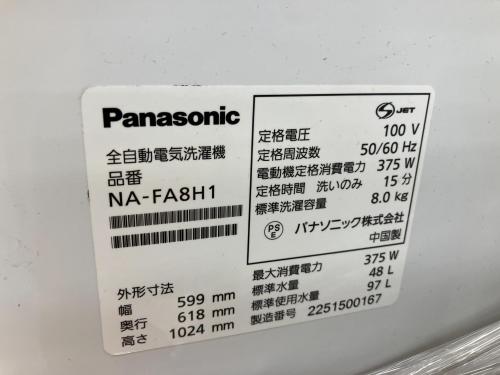 Panasonic
全自動電気洗濯機
品番
NA-FA8H1
外形寸法
幅 599 mm
奥行 618 mm
高さ 1024 mm
S JET
定格電圧 100 V
定格周波数 50/60 Hz
電動機定格消費電力 375 W
定格時間 洗いのみ 15 分
標準洗濯容量 8.0 kg
PS E パナソニック株式会社
中国製
最大消費電力 375 W
標準水量 48 L
標準使用水量 97 L
製造番号 2251500167